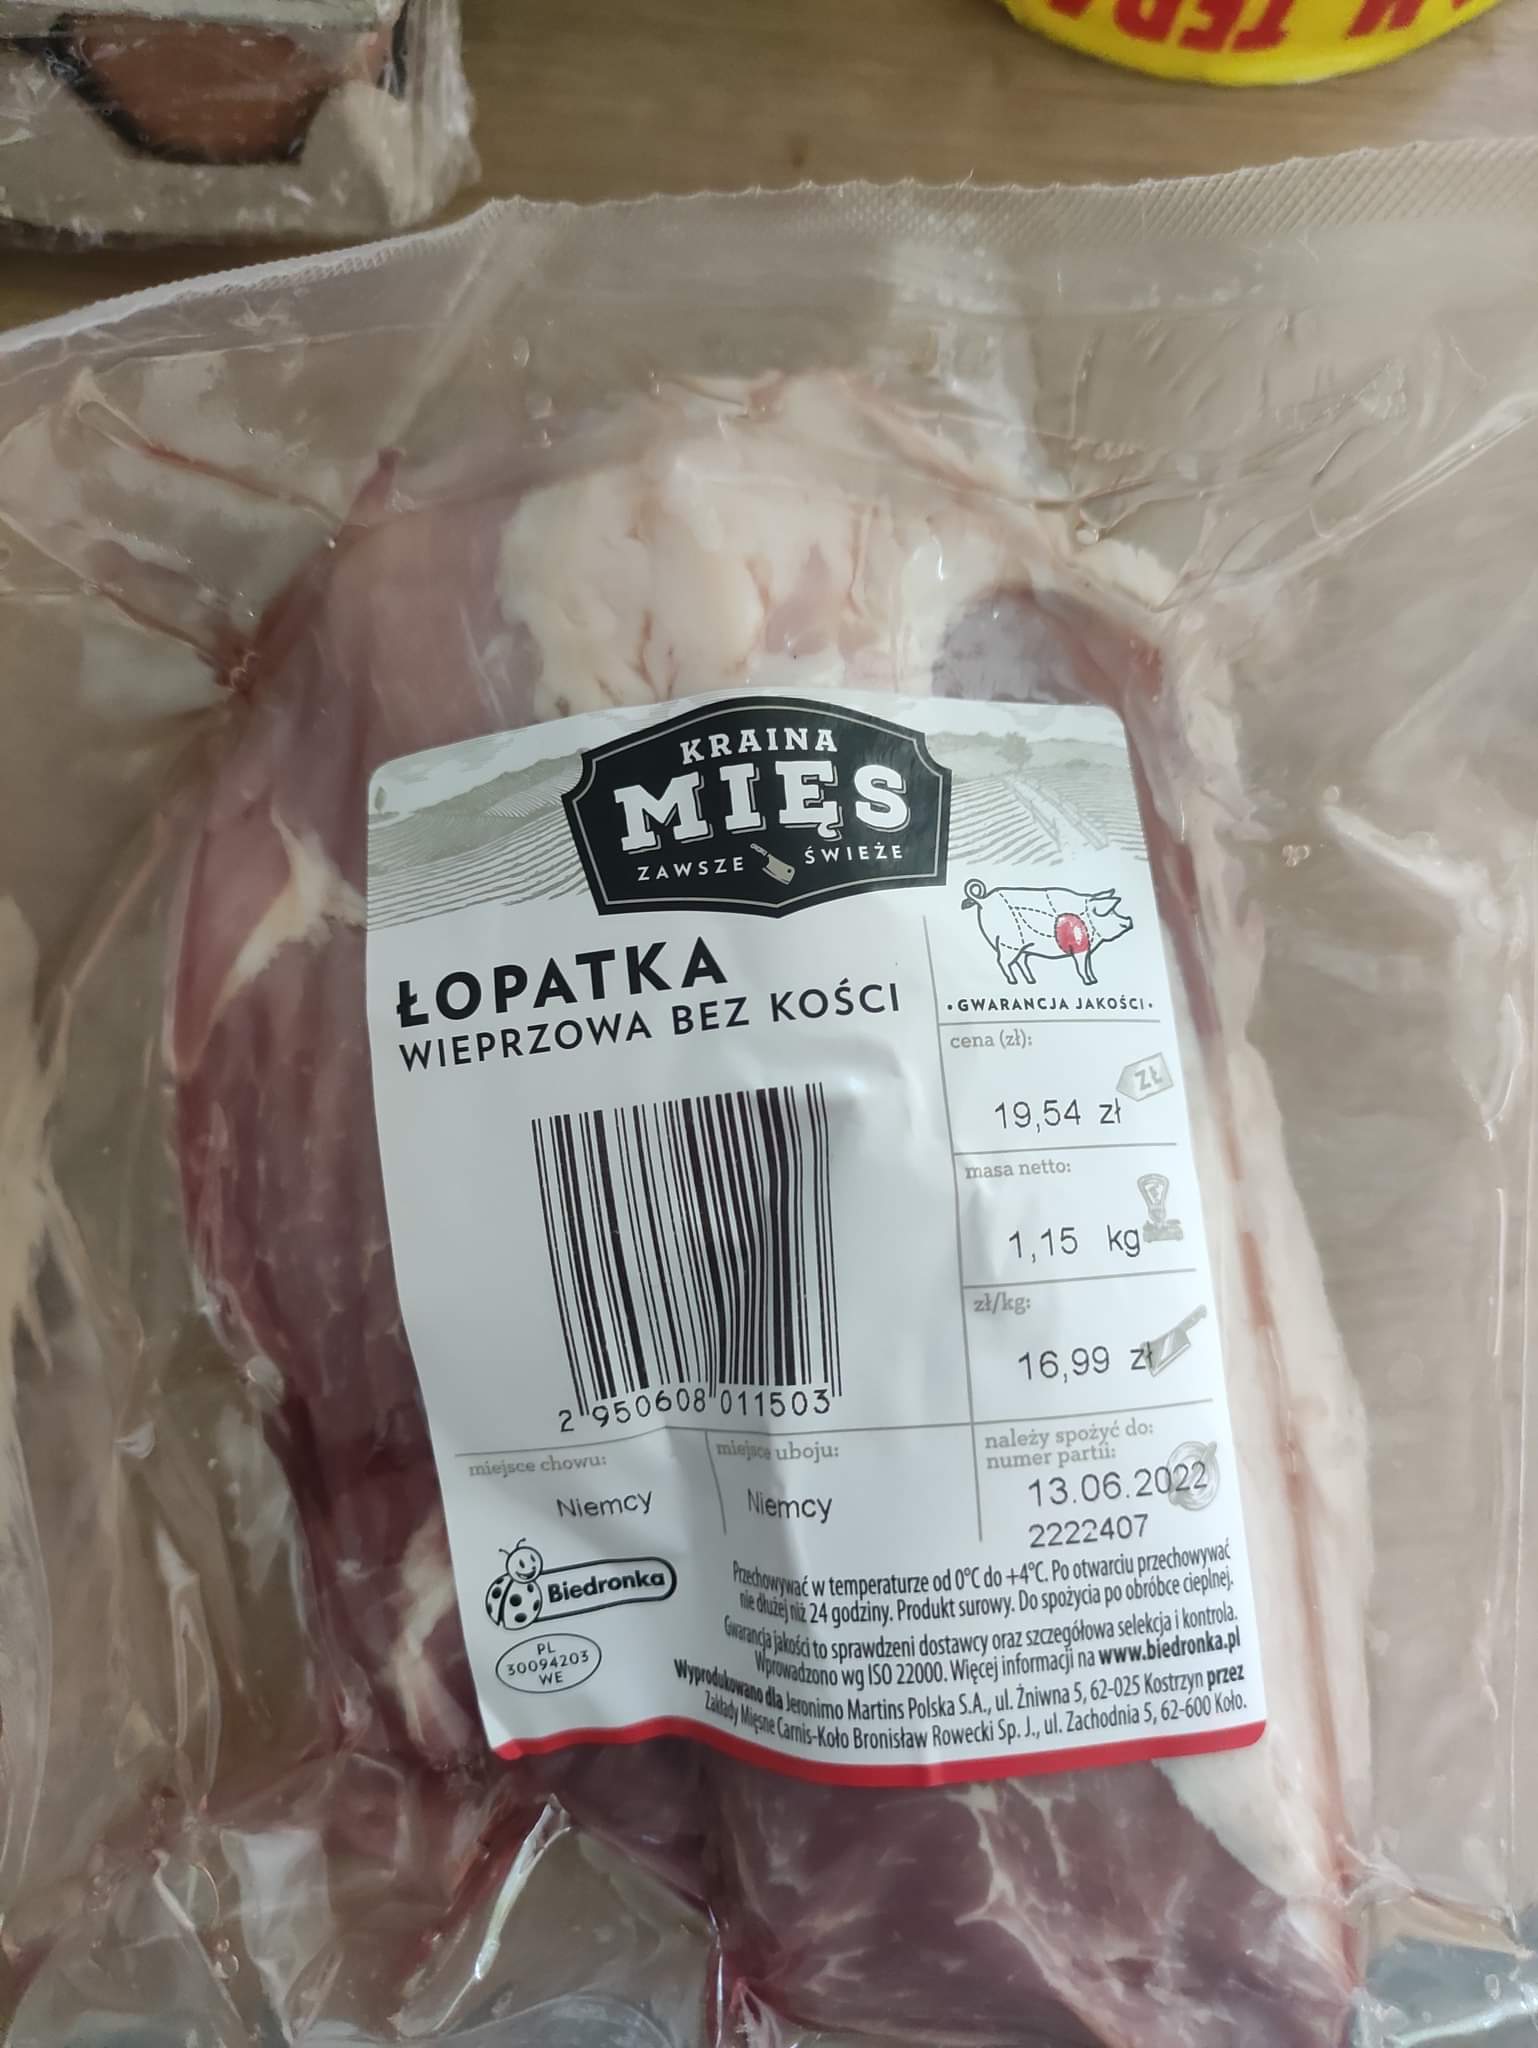 KRAINA
MIĘS
ZAWSZE ŚWIEŻE
ŁOPATKA
WIEPRZOWA BEZ KOŚCI
• GWARANCJA JAKOŚCI •
cena (zł):
ZŁ
19,54 zł
masa netto:
1,15 kg
zł/kg:
16,99 zł
2 950608 011503
miejsce chowu:
Niemcy
miejsce uboju:
Niemcy
należy spożyć do:
numer partii:
13.06.2022
2222407
Biedronka
PL
30094203
WE
Przechowywać w temperaturze od 0°C do +4°C. Po otwarciu przechowywać
nie dłużej niż 24 godziny. Produkt surowy. Do spożycia po obróbce cieplnej.
Gwarancja jakości to sprawdzeni dostawcy oraz szczegółowa selekcja i kontrola.
Wprowadzono wg ISO 22000. Więcej informacji na www.biedronka.pl
Wyprodukowano dla Jeronimo Martins Polska S.A., ul. Żniwna 5, 62-025 Kostrzyn przez
Zakłady Mięsne Carnis-Koło Bronisław Rowecki Sp. J., ul. Zachodnia 5, 62-600 Koło.